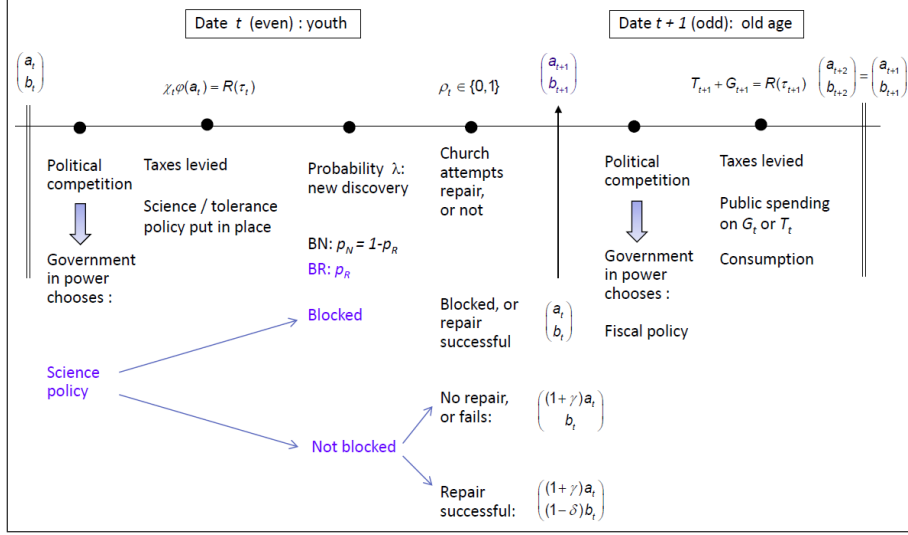 Date t (even) : youth
Date t + 1 (odd): old age
(a_t
b_t)
χ_tφ(a_t) = R(τ_t)
ρ_t ∈ {0,1}
(a_{t+1}
b_{t+1})
T_{t+1} + G_{t+1} = R(τ_{t+1})
(a_{t+2}
b_{t+2}) = (a_{t+1}
b_{t+1})
Political
competition
Government
in power
chooses :
Science
policy
Taxes levied
Science / tolerance
policy put in place
Probability λ:
new discovery
BN: p_N = 1-p_R
BR: p_R
Blocked
Not blocked
Church
attempts
repair,
or not
Blocked, or
repair
successful
(a_t
b_t)
No repair,
or fails:
((1+γ)a_t
b_t)
Repair
successful:
((1+γ)a_t
(1-δ)b_t)
Political
competition
Government
in power
chooses :
Fiscal policy
Taxes levied
Public spending
on G_t or T_t
Consumption